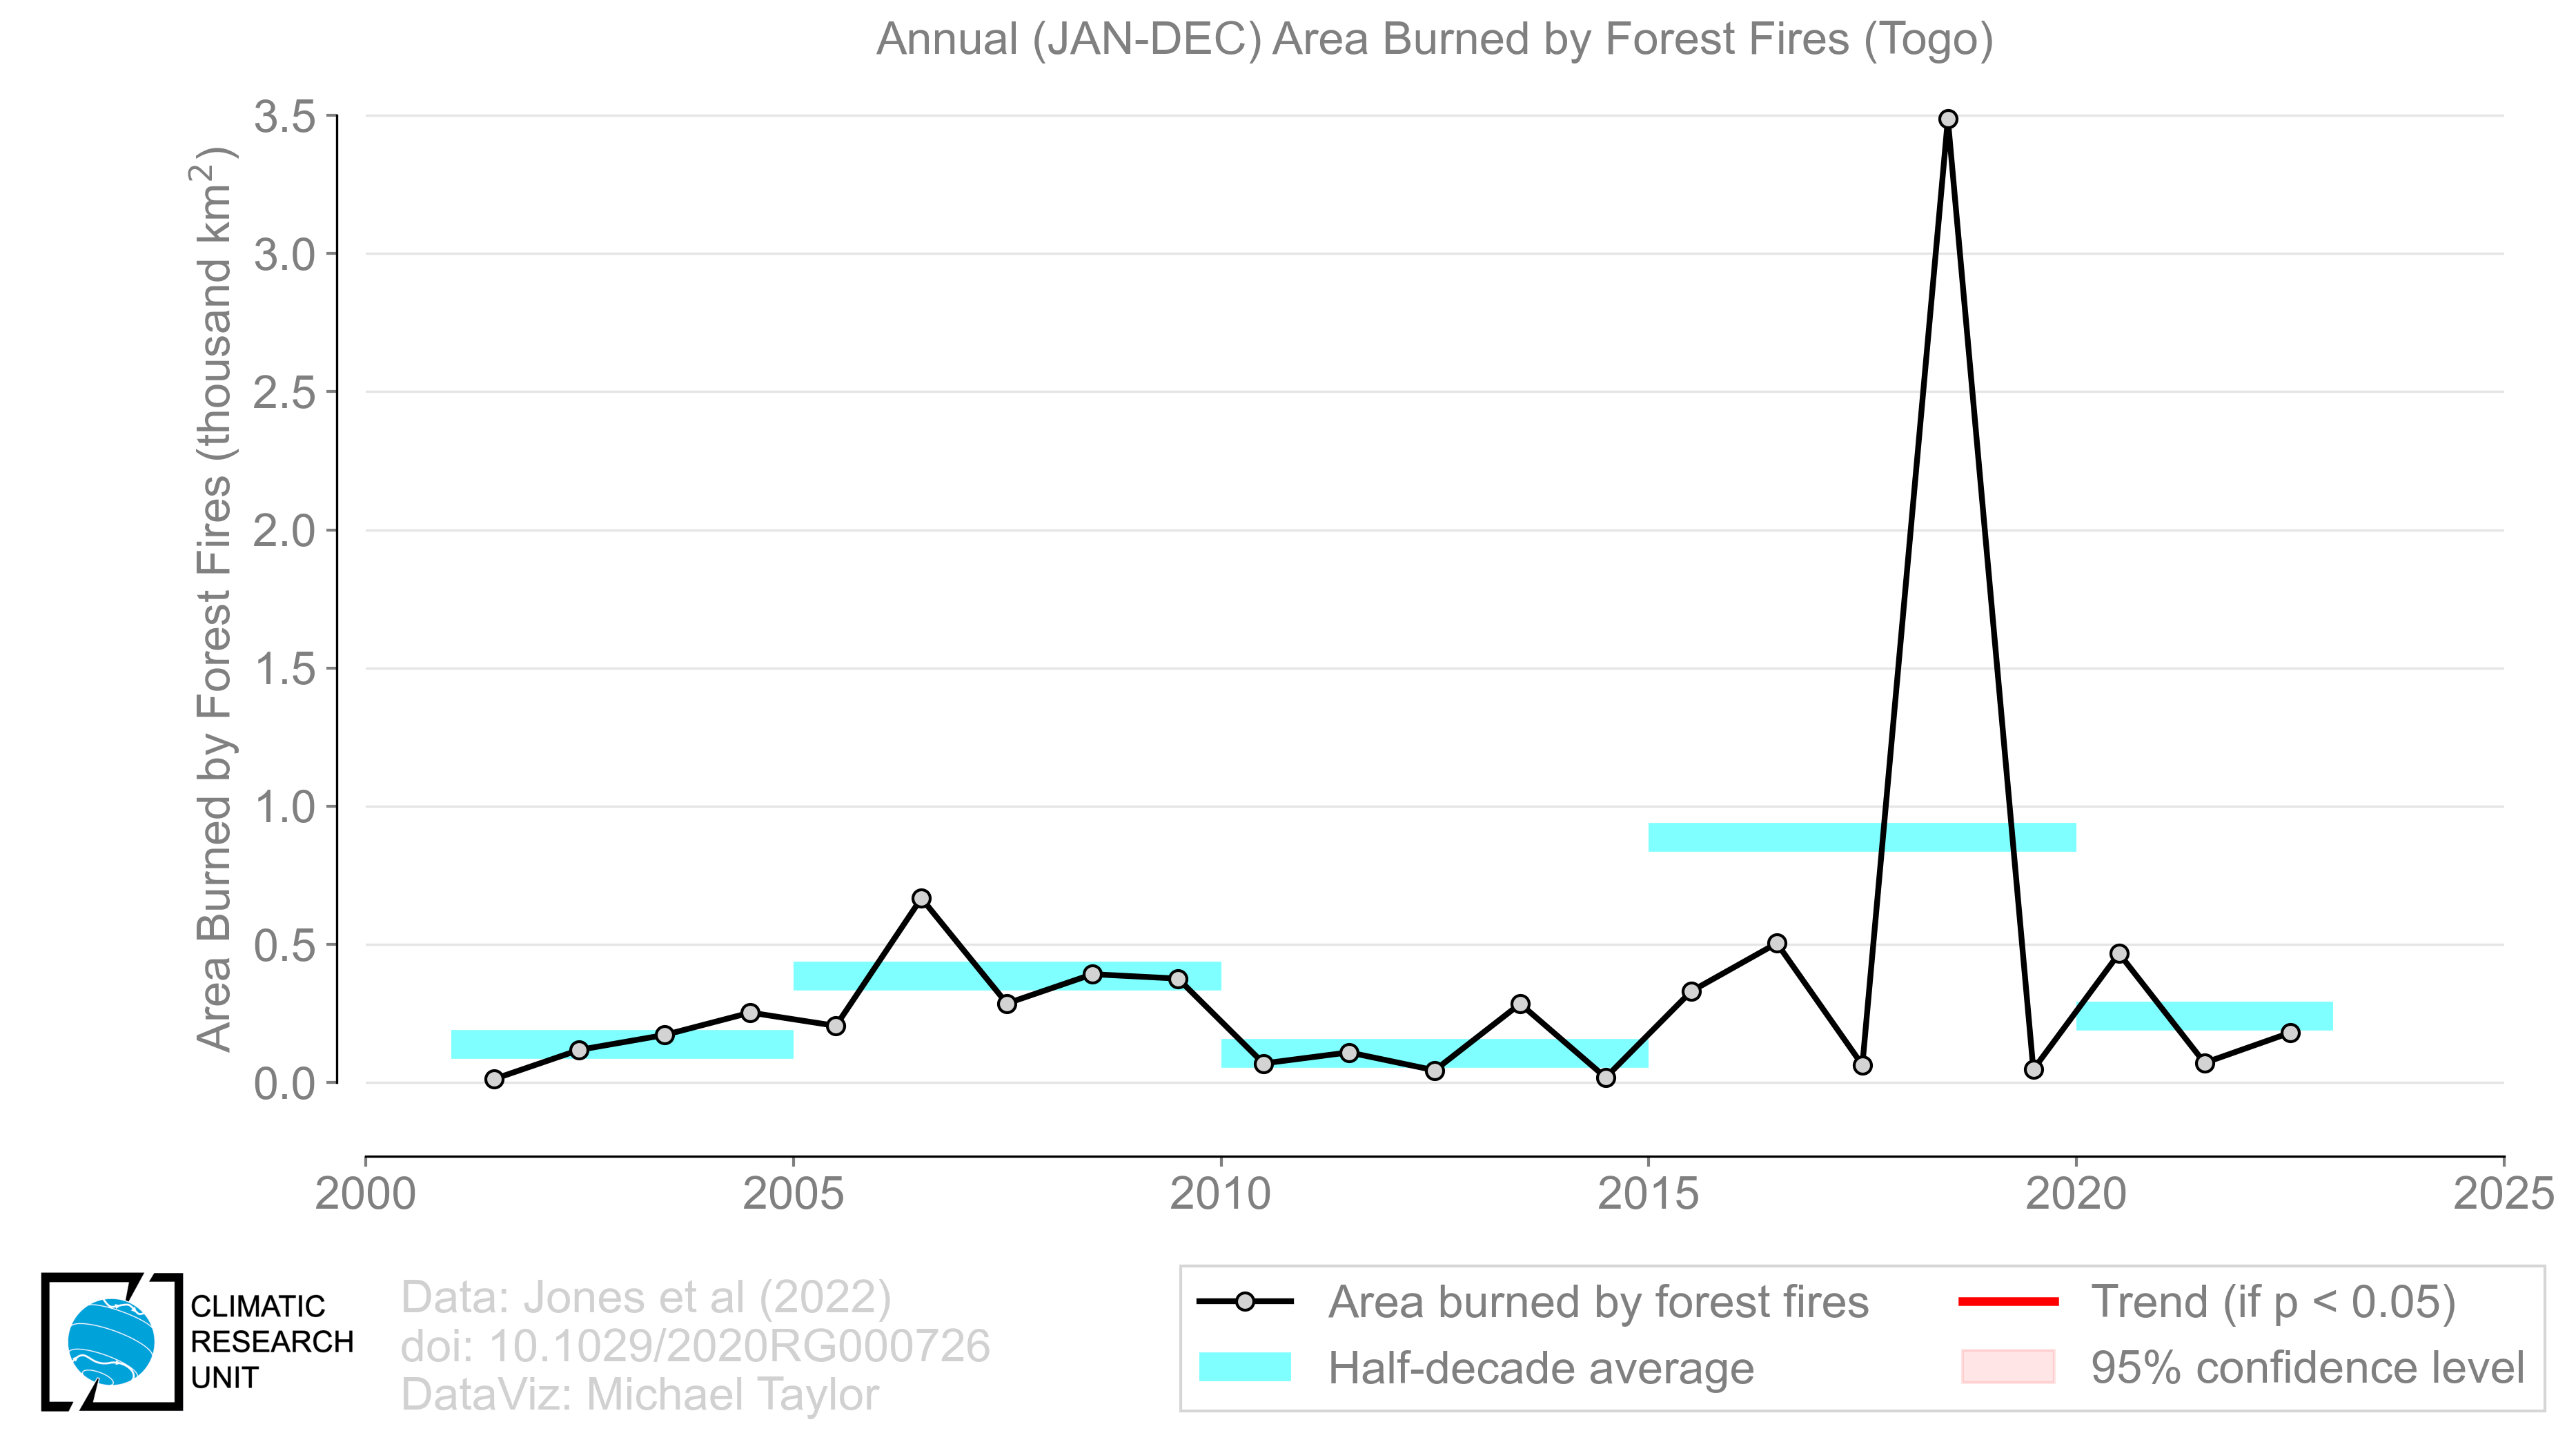 Annual (JAN-DEC) Area Burned by Forest Fires (Togo)
Area Burned by Forest Fires (thousand km²)
3.5
3.0
2.5
2.0
1.5
1.0
0.5
0.0
2000 2005 2010 2015 2020 2025
CLIMATIC
RESEARCH
UNIT
Data: Jones et al (2022)
doi: 10.1029/2020RG000726
DataViz: Michael Taylor
Area burned by forest fires
Half-decade average
Trend (if p < 0.05)
95% confidence level